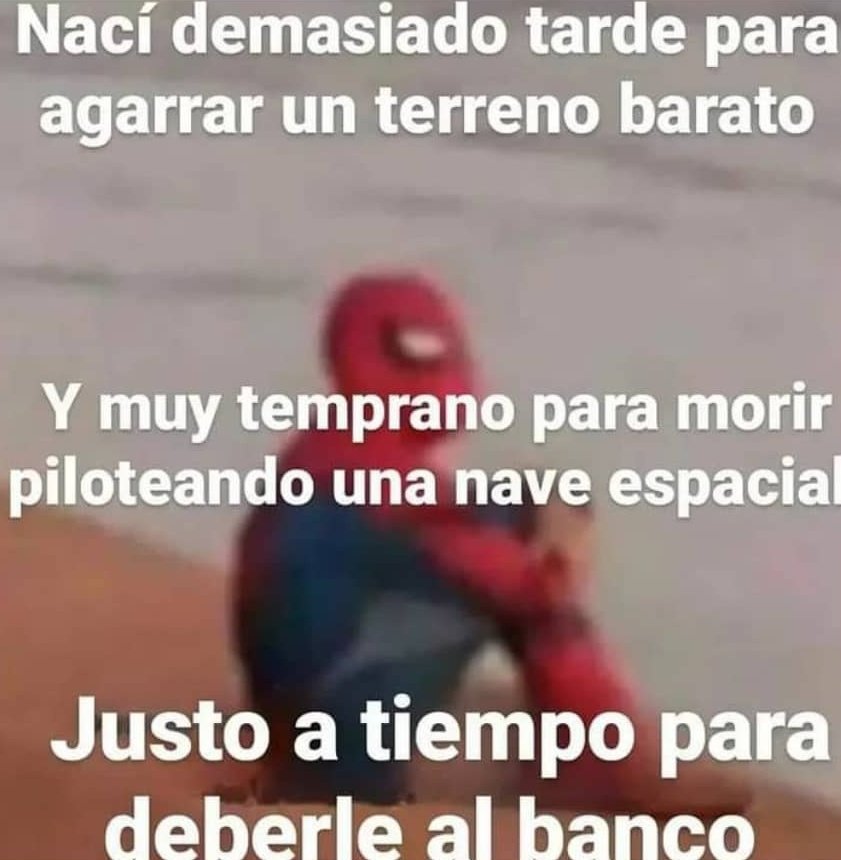 Nací demasiado tarde para
agarrar un terreno barato
Y muy temprano para morir
piloteando una nave espacial
Justo a tiempo para
deberle al banco